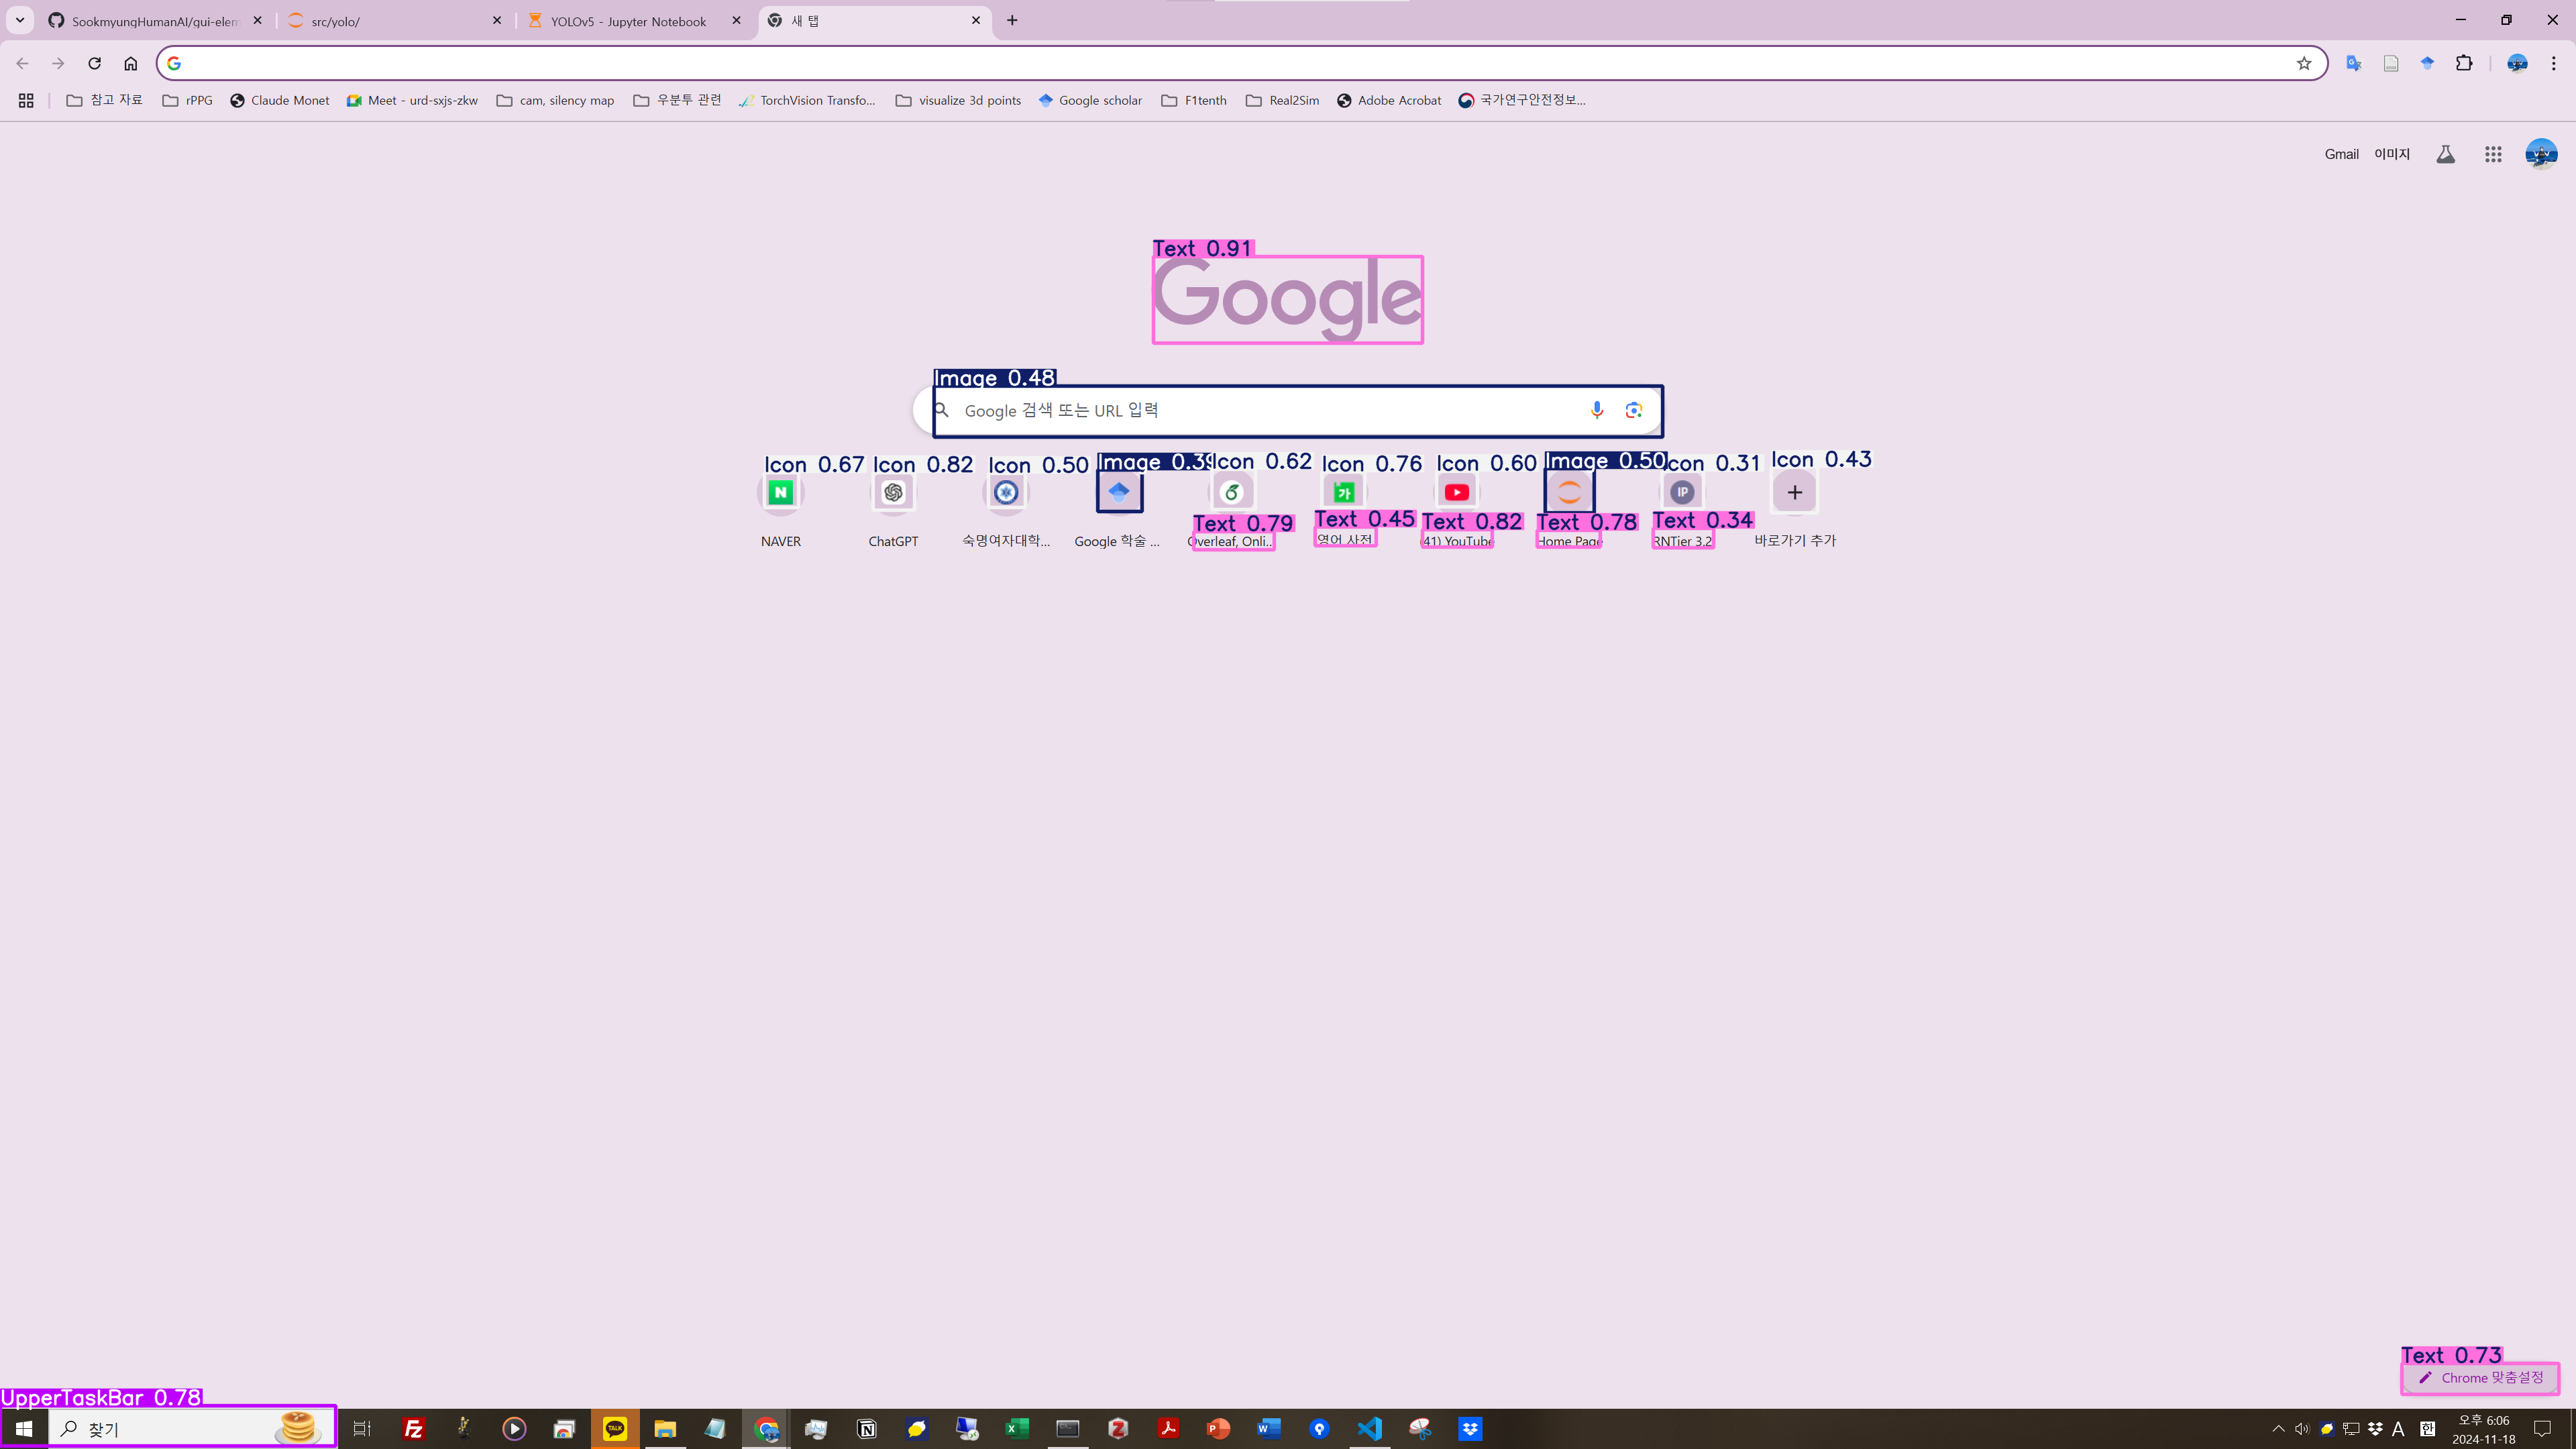 SookmyungHumanAI/gui-elem
src/yolo/
YOLOv5 - Jupyter Notebook
새 탭
참고 자료
rPPG
Claude Monet
Meet - urd-sxjs-zkw
cam, silency map
우분투 관련
TorchVision Transfo...
visualize 3d points
Google scholar
F1tenth
Real2Sim
Adobe Acrobat
국가연구안전정보...
Gmail
이미지
Text 0.91
Google
Image 0.48
Google 검색 또는 URL 입력
Icon 0.67
Icon 0.82
Icon 0.50
Image 0.39
Icon 0.62
Icon 0.76
Icon 0.60
Image 0.50
Icon 0.31
Icon 0.43
N
가
IP
Text 0.79
Text 0.45
Text 0.82
Text 0.78
Text 0.34
NAVER
ChatGPT
숙명여자대학...
Google 학술 ...
Overleaf, Onli...
영어 사전
(41) YouTube
Home Page
RNTier 3.2
바로가기 추가
Text 0.73
Chrome 맞춤설정
UpperTaskBar 0.78
찾기
TALK
A
한
오후 6:06
2024-11-18